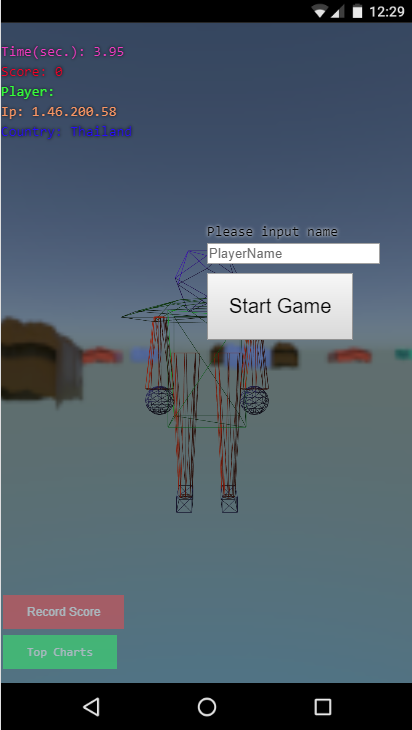 12:29
Time(sec.): 3.95
Score: 0
Player:
Ip: 1.46.200.58
Country: Thailand
Please input name
PlayerName
Start Game
Record Score
Top Charts